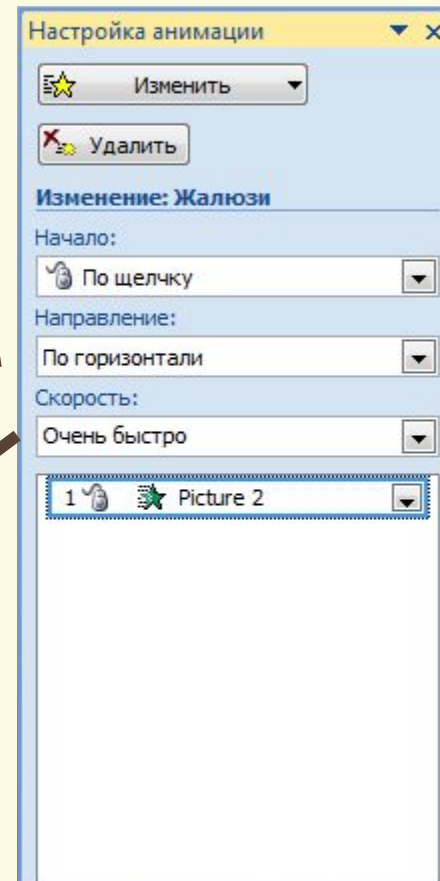 Настройка анимации
Изменить
Удалить
Изменение: Жалюзи
Начало:
По щелчку
Направление:
По горизонтали
Скорость:
Очень быстро
1 Picture 2